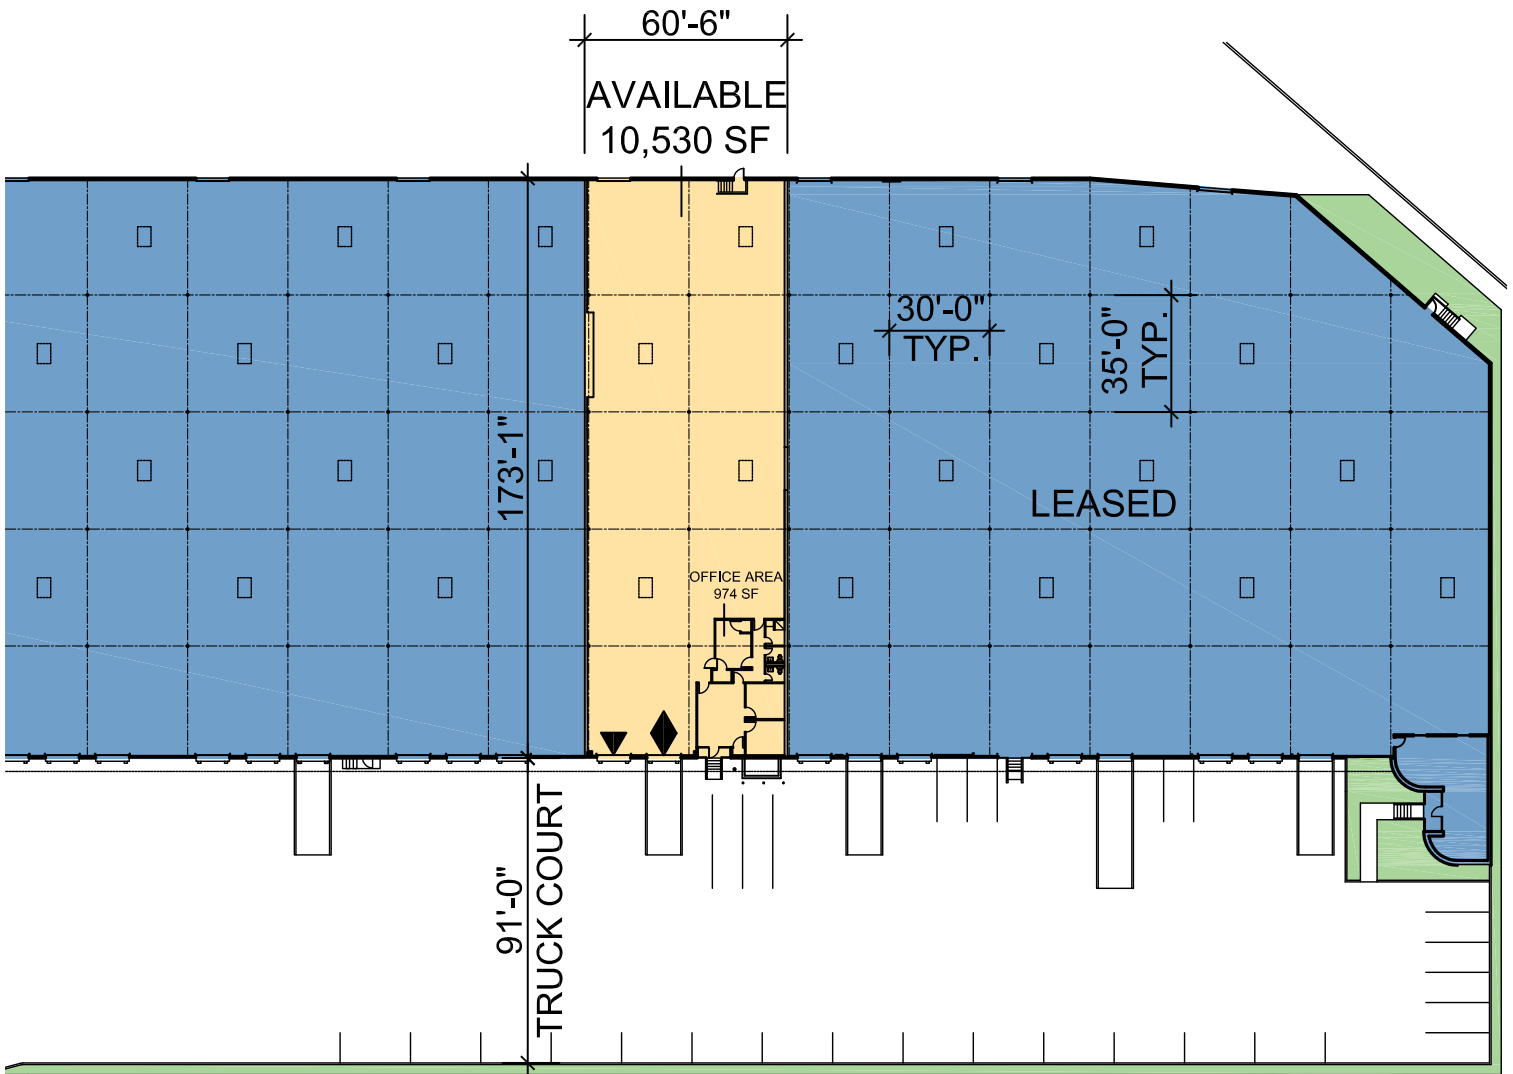 60'-6"
AVAILABLE
10,530 SF
30'-0"
TYP.
35'-0"
TYP.
173'-1"
LEASED
OFFICE AREA
974 SF
91'-0"
TRUCK COURT